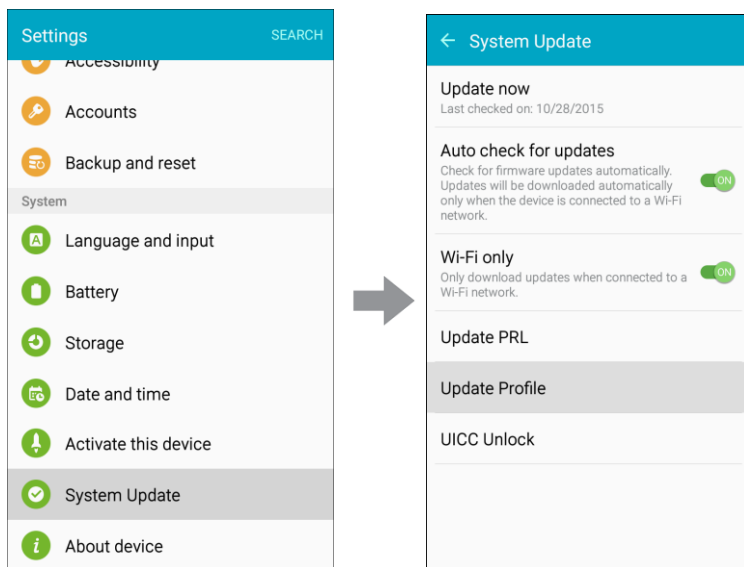 Settings
SEARCH
Accessibility
Accounts
Backup and reset
System
Language and input
Battery
Storage
Date and time
Activate this device
System Update
About device
System Update
Update now
Last checked on: 10/28/2015
Auto check for updates
Check for firmware updates automatically.
Updates will be downloaded automatically
only when the device is connected to a Wi-Fi
network.
ON
Wi-Fi only
Only download updates when connected to a
Wi-Fi network.
ON
Update PRL
Update Profile
UICC Unlock